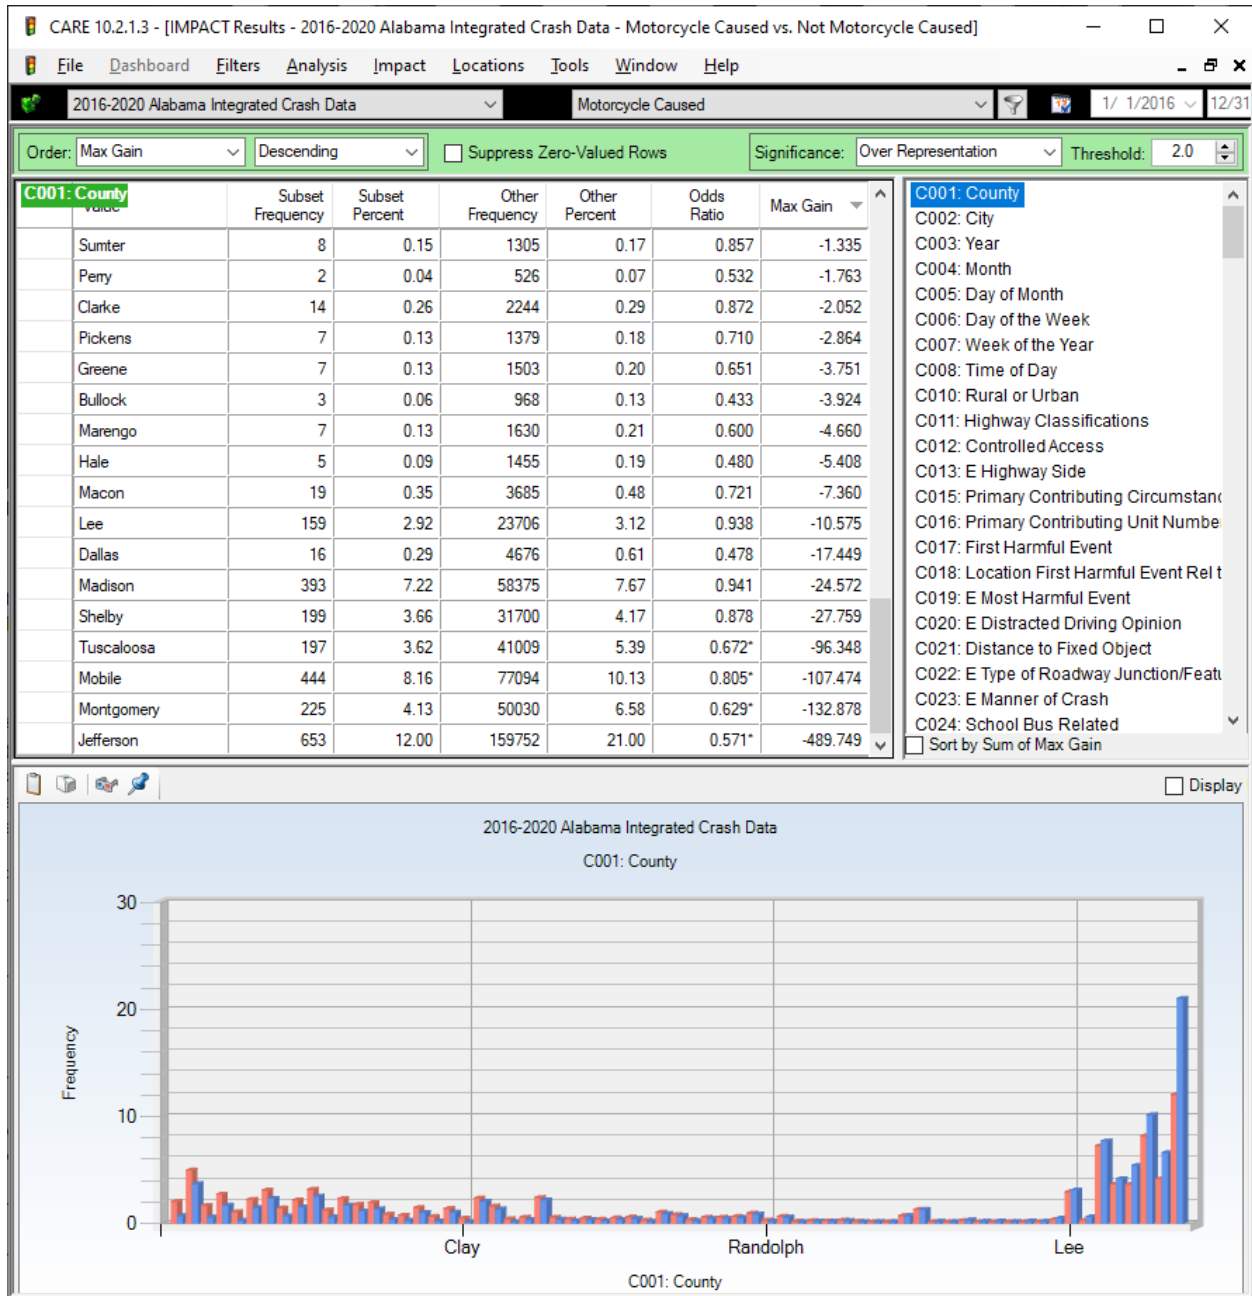 CARE 10.2.1.3 - [IMPACT Results - 2016-2020 Alabama Integrated Crash Data - Motorcycle Caused vs. Not Motorcycle Caused]
File Dashboard Filters Analysis Impact Locations Tools Window Help
2016-2020 Alabama Integrated Crash Data Motorcycle Caused 1/ 1/2016 12/31
Order: Max Gain Descending Suppress Zero-Valued Rows Significance: Over Representation Threshold: 2.0
C001: County Subset Frequency Subset Percent Other Frequency Other Percent Odds Ratio Max Gain
Sumter 8 0.15 1305 0.17 0.857 -1.335
Perry 2 0.04 526 0.07 0.532 -1.763
Clarke 14 0.26 2244 0.29 0.872 -2.052
Pickens 7 0.13 1379 0.18 0.710 -2.864
Greene 7 0.13 1503 0.20 0.651 -3.751
Bullock 3 0.06 968 0.13 0.433 -3.924
Marengo 7 0.13 1630 0.21 0.600 -4.660
Hale 5 0.09 1455 0.19 0.480 -5.408
Macon 19 0.35 3685 0.48 0.721 -7.360
Lee 159 2.92 23706 3.12 0.938 -10.575
Dallas 16 0.29 4676 0.61 0.478 -17.449
Madison 393 7.22 58375 7.67 0.941 -24.572
Shelby 199 3.66 31700 4.17 0.878 -27.759
Tuscaloosa 197 3.62 41009 5.39 0.672* -96.348
Mobile 444 8.16 77094 10.13 0.805* -107.474
Montgomery 225 4.13 50030 6.58 0.629* -132.878
Jefferson 653 12.00 159752 21.00 0.571* -489.749
C001: County
C002: City
C003: Year
C004: Month
C005: Day of Month
C006: Day of the Week
C007: Week of the Year
C008: Time of Day
C010: Rural or Urban
C011: Highway Classifications
C012: Controlled Access
C013: E Highway Side
C015: Primary Contributing Circumstanc
C016: Primary Contributing Unit Numbe
C017: First Harmful Event
C018: Location First Harmful Event Rel t
C019: E Most Harmful Event
C020: E Distracted Driving Opinion
C021: Distance to Fixed Object
C022: E Type of Roadway Junction/Featu
C023: E Manner of Crash
C024: School Bus Related
Sort by Sum of Max Gain
Display
2016-2020 Alabama Integrated Crash Data
C001: County
30
20
10
0
Frequency
Clay Randolph Lee
C001: County